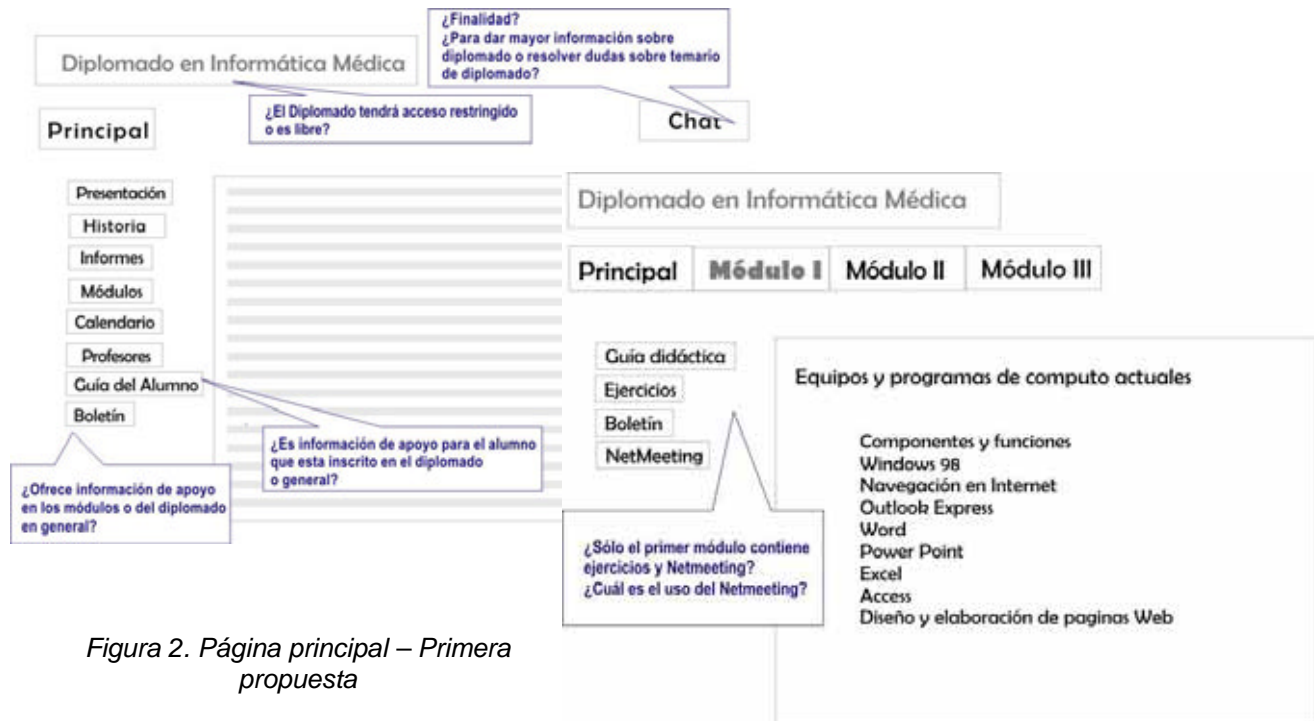 Diplomado en Informática Médica
¿Finalidad?
¿Para dar mayor información sobre
diplomado o resolver dudas sobre temario
de diplomado?
¿El Diplomado tendrá acceso restringido
o es libre?
Principal
Chat
Presentación
Historia
Informes
Módulos
Calendario
Profesores
Guía del Alumno
Boletín
¿Es información de apoyo para el alumno
que esta inscrito en el diplomado
o general?
¿Ofrece información de apoyo
en los módulos o del diplomado
en general?
Figura 2. Página principal – Primera
propuesta
Diplomado en Informática Médica
Principal Módulo I Módulo II Módulo III
Guía didáctica
Ejercicios
Boletín
NetMeeting
¿Sólo el primer módulo contiene
ejercicios y Netmeeting?
¿Cuál es el uso del Netmeeting?
Equipos y programas de computo actuales
Componentes y funciones
Windows 98
Navegación en Internet
Outlook Express
Word
Power Point
Excel
Access
Diseño y elaboración de paginas Web